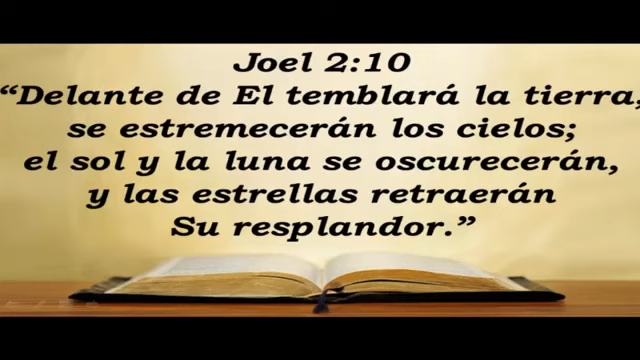 Joel 2:10
“Delante de El temblará la tierra,
se estremecerán los cielos;
el sol y la luna se oscurecerán,
y las estrellas retraerán
Su resplandor.”